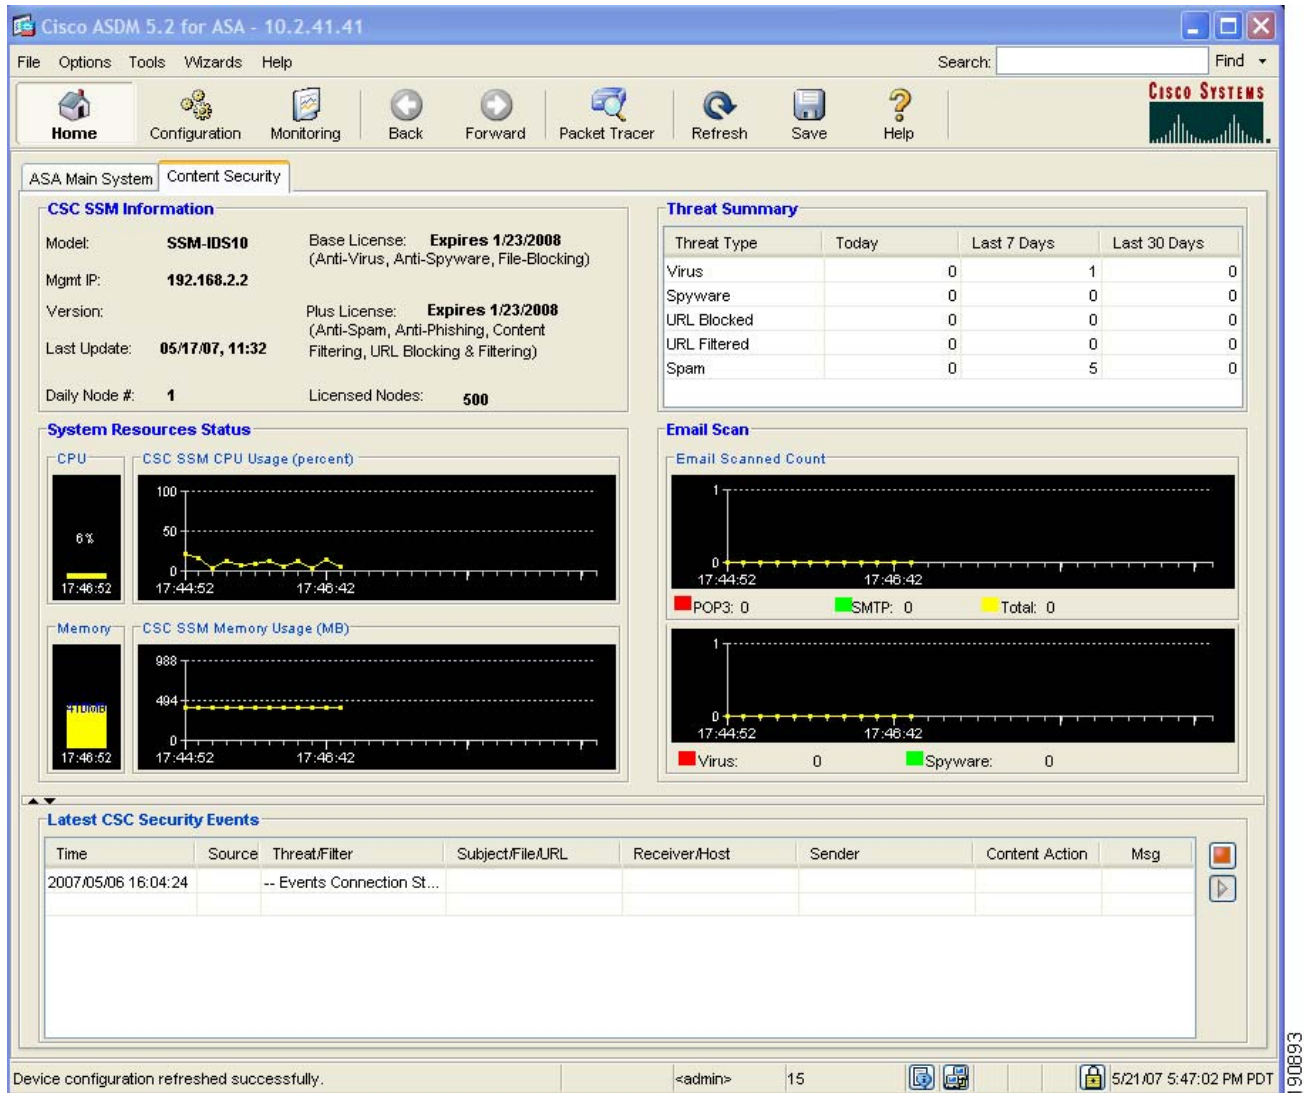 Cisco ASDM 5.2 for ASA - 10.2.41.41
File Options Tools Wizards Help Search: Find
Home Configuration Monitoring Back Forward Packet Tracer Refresh Save Help
CISCO SYSTEMS
ASA Main System Content Security
CSC SSM Information
Model: SSM-IDS10 Base License: Expires 1/23/2008
(Anti-Virus, Anti-Spyware, File-Blocking)
Mgmt IP: 192.168.2.2
Version: Plus License: Expires 1/23/2008
(Anti-Spam, Anti-Phishing, Content
Last Update: 05/17/07, 11:32 Filtering, URL Blocking & Filtering)
Daily Node #: 1 Licensed Nodes: 500
Threat Summary
Threat Type Today Last 7 Days Last 30 Days
Virus 0 1 0
Spyware 0 0 0
URL Blocked 0 0 0
URL Filtered 0 0 0
Spam 0 5 0
System Resources Status
CPU
6%
17:46:52
CSC SSM CPU Usage (percent)
100
50
0
17:44:52 17:46:42
Memory
410MB
17:46:52
CSC SSM Memory Usage (MB)
988
494
0
17:44:52 17:46:42
Email Scan
Email Scanned Count
1
0
17:44:52 17:46:42
POP3: 0 SMTP: 0 Total: 0
1
0
17:44:52 17:46:42
Virus: 0 Spyware: 0
Latest CSC Security Events
Time Source Threat/Filter Subject/File/URL Receiver/Host Sender Content Action Msg
2007/05/06 16:04:24 -- Events Connection St...
Device configuration refreshed successfully. <admin> 15 5/21/07 5:47:02 PM PDT
190893